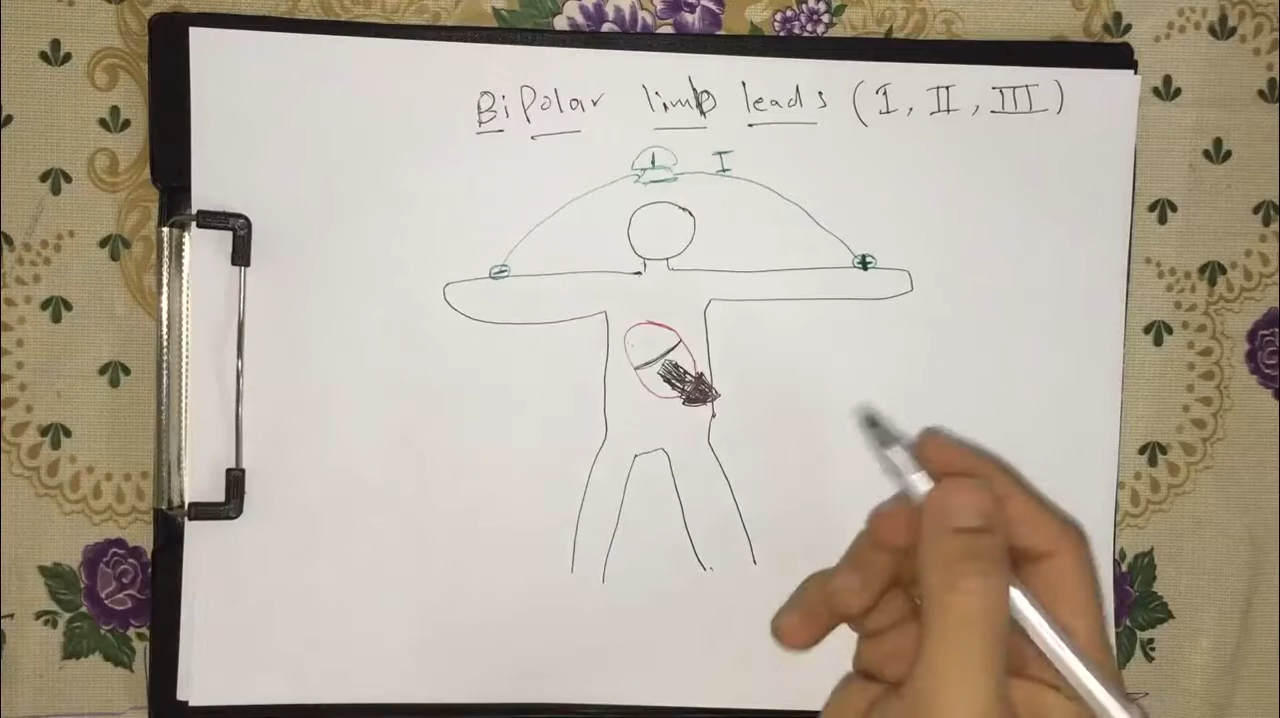 Bipolar limb leads (I, II, III)
I
- +